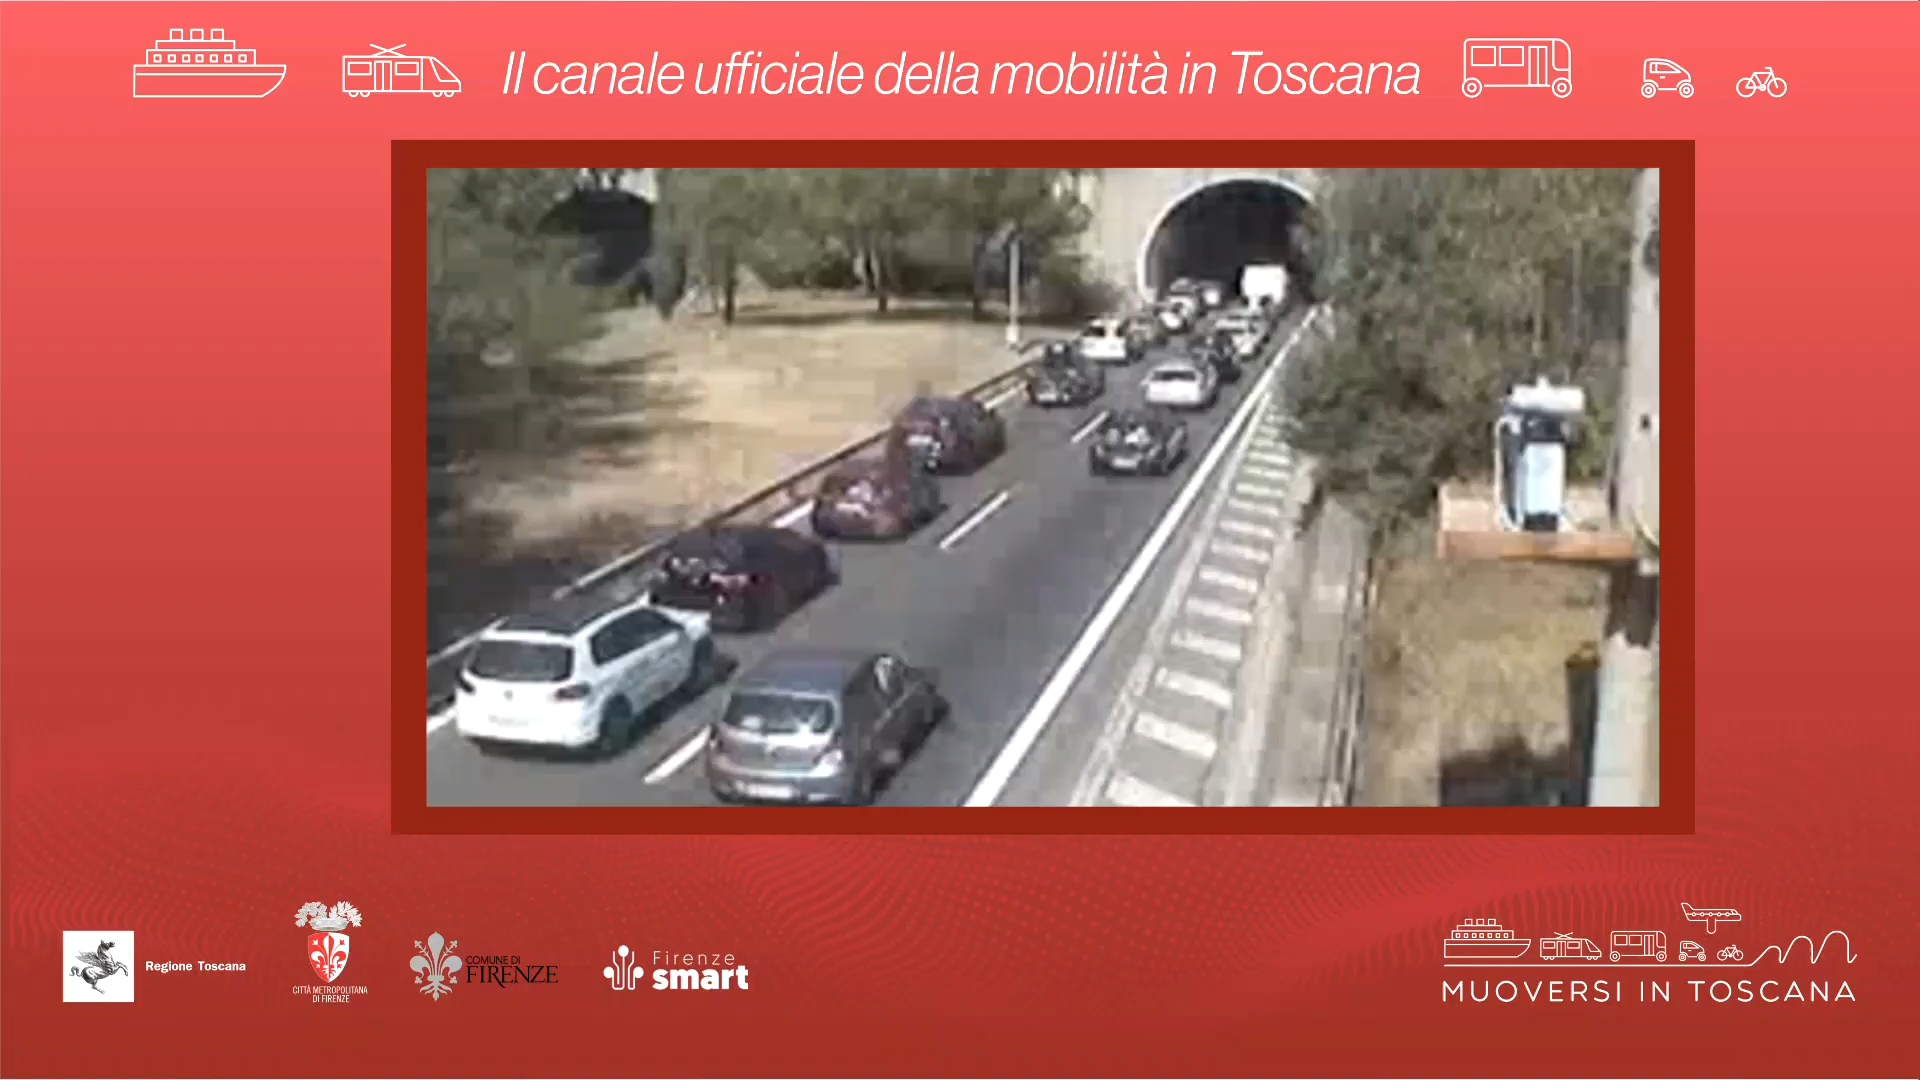 Il canale ufficiale della mobilità in Toscana
Regione Toscana
CITTÀ METROPOLITANA
DI FIRENZE
COMUNE DI
FIRENZE
Firenze
smart
MUOVERSI IN TOSCANA